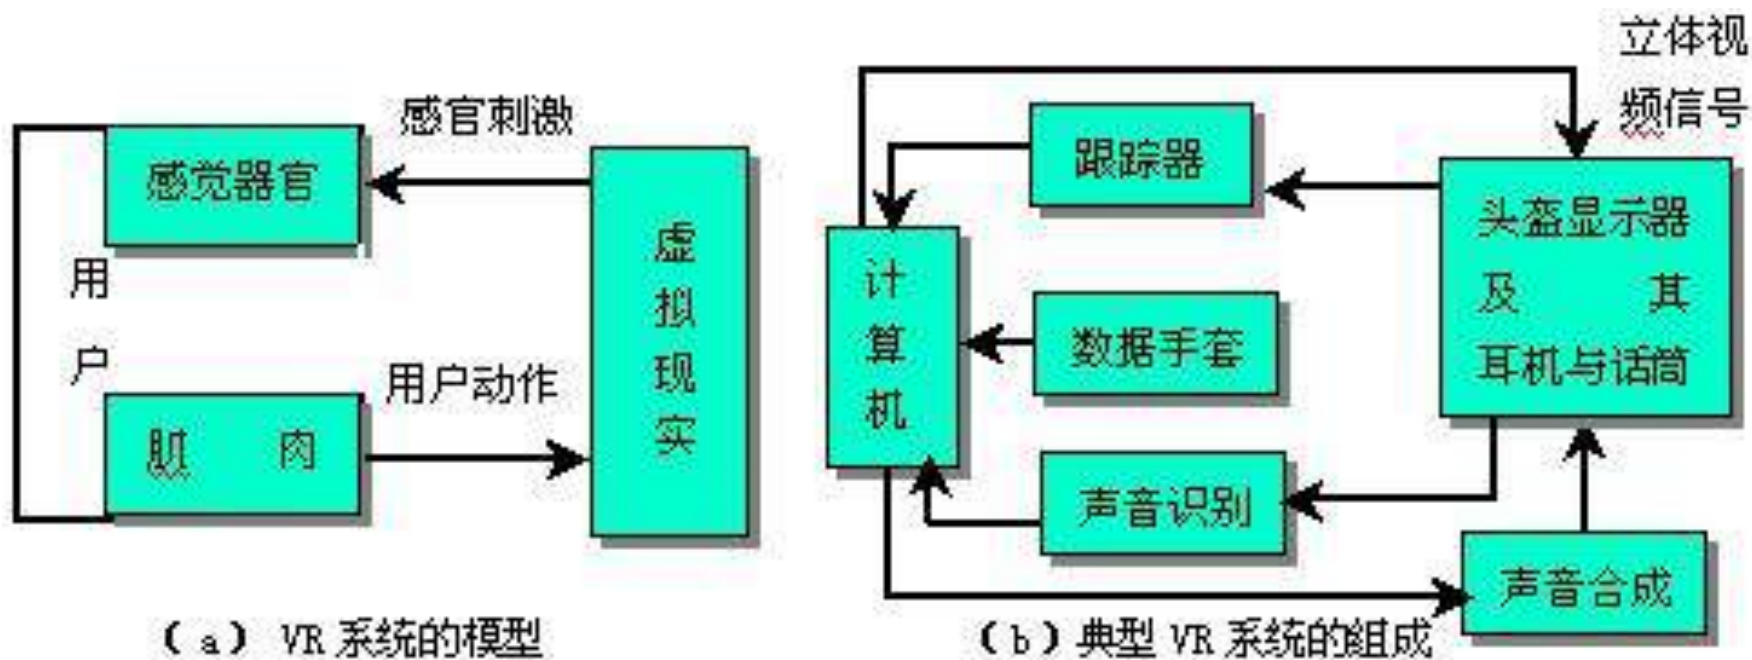 感官刺激
感觉器官
用
户
肌 肉
用户动作
虚
拟
现
实
(a) VR 系统的模型
立体视
频信号
跟踪器
计
算
机
数据手套
声音识别
头盔显示器
及 其
耳机与话筒
声音合成
(b)典型 VR 系统的组成